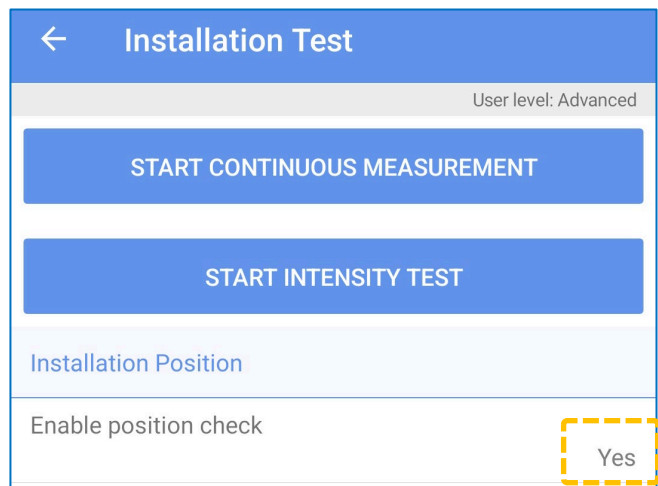 Installation Test
User level: Advanced
START CONTINUOUS MEASUREMENT
START INTENSITY TEST
Installation Position
Enable position check
Yes